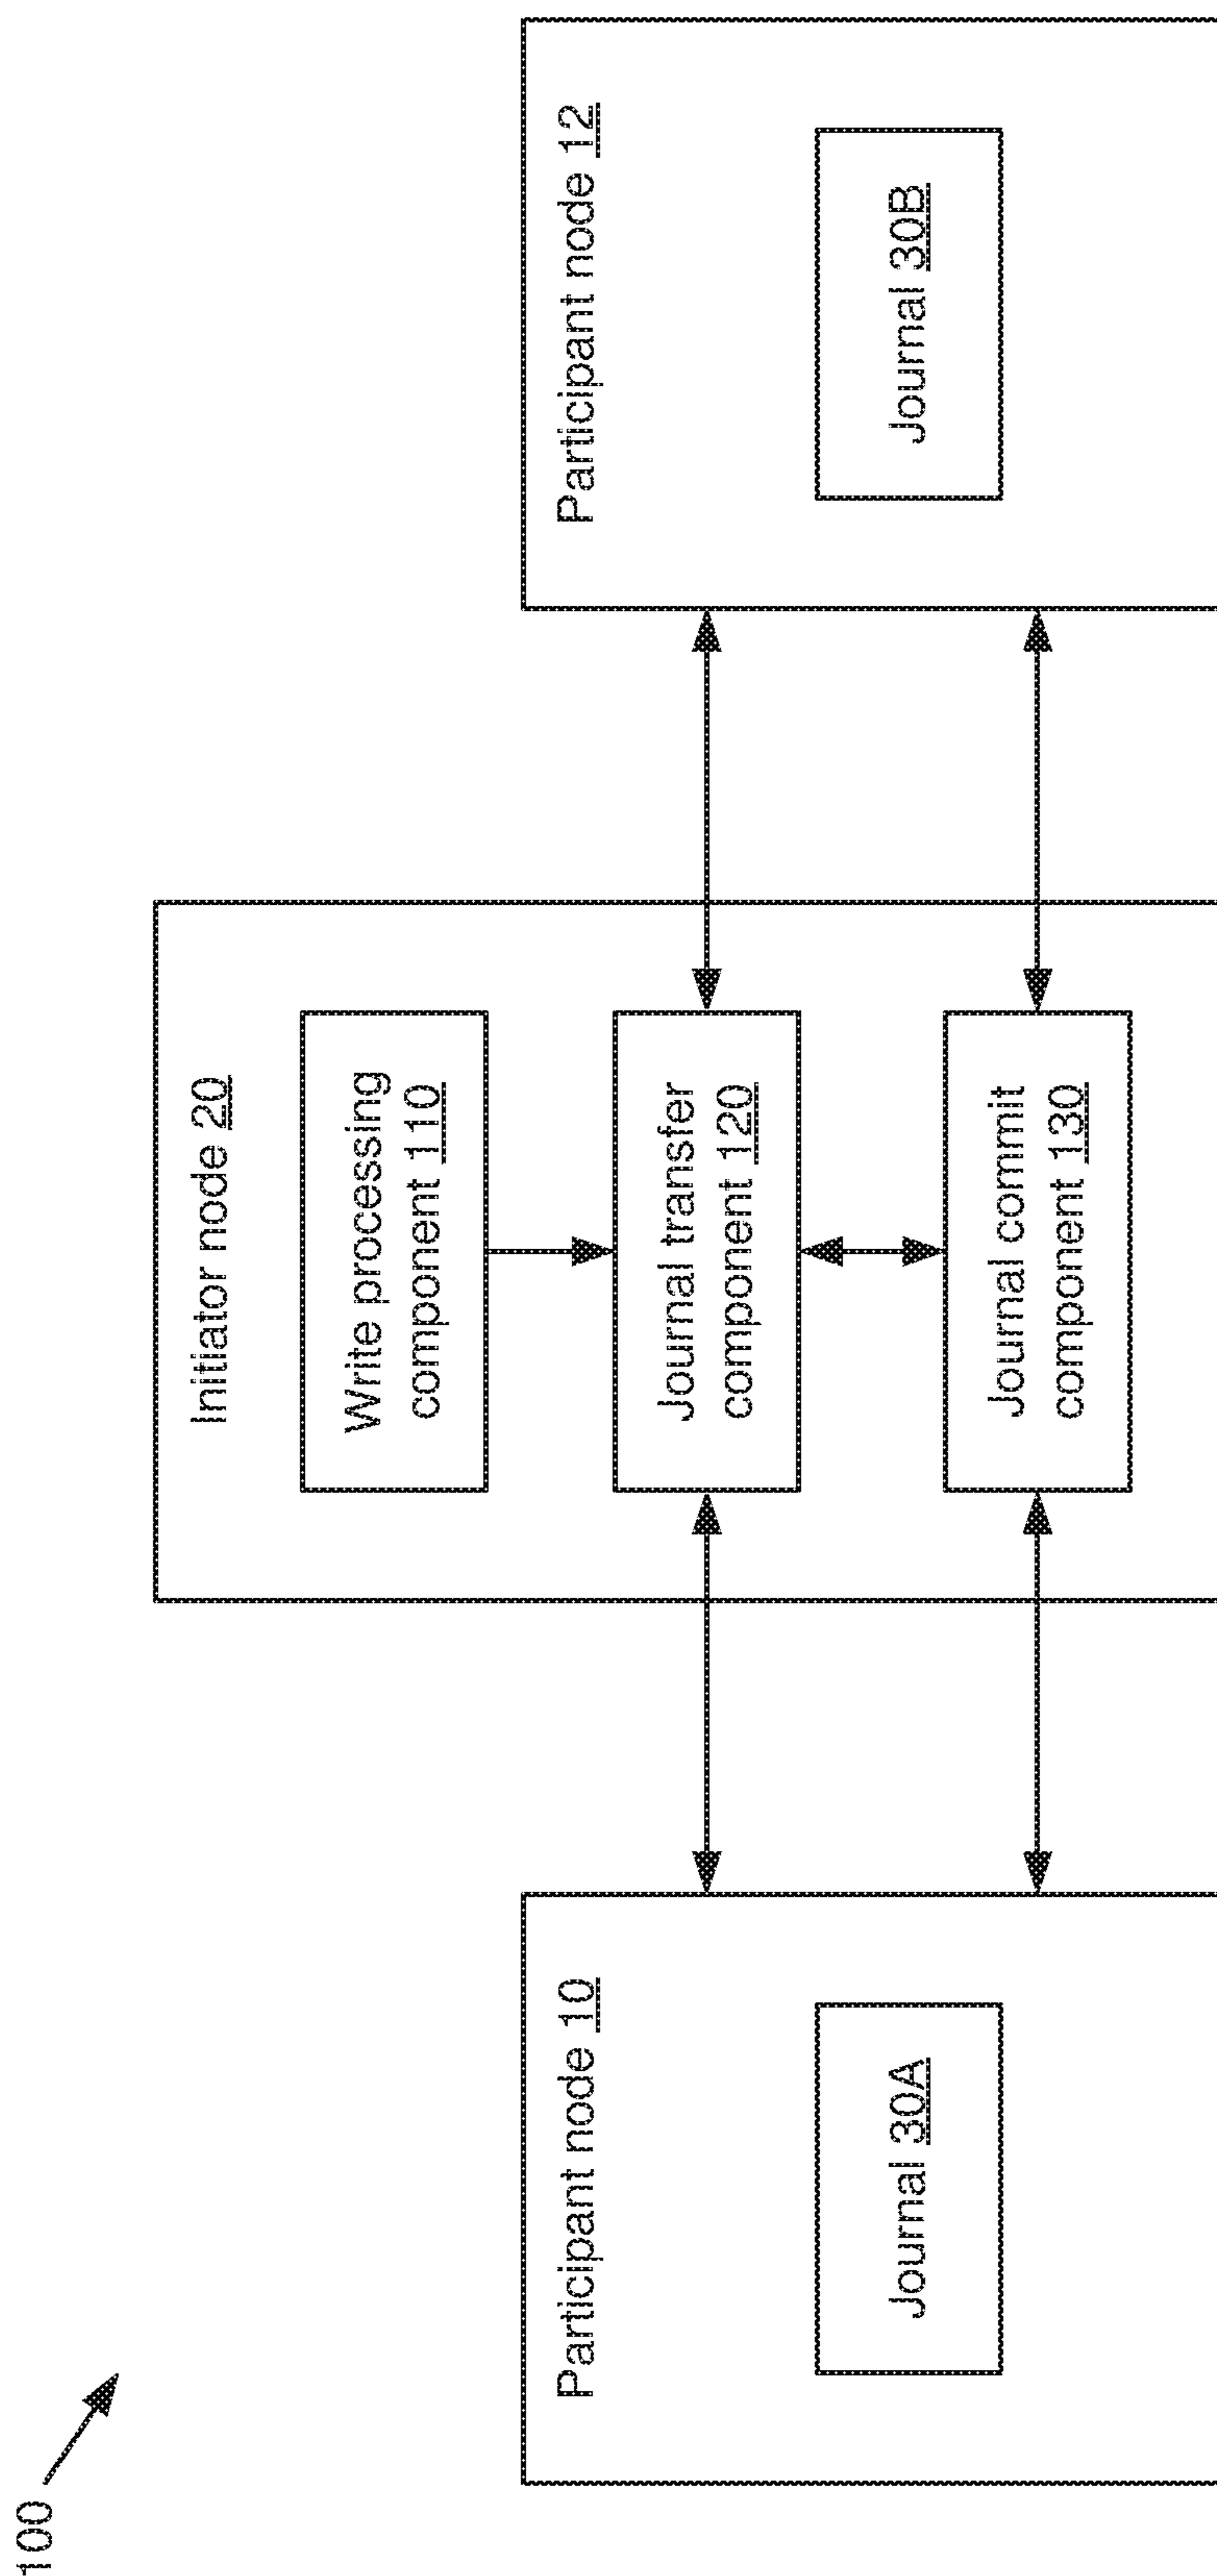 100
Initiator node 20
Write processing
component 110
Participant node 10
Journal transfer
component 120
Participant node 12
Journal 30A
Journal commit
component 130
Journal 30B